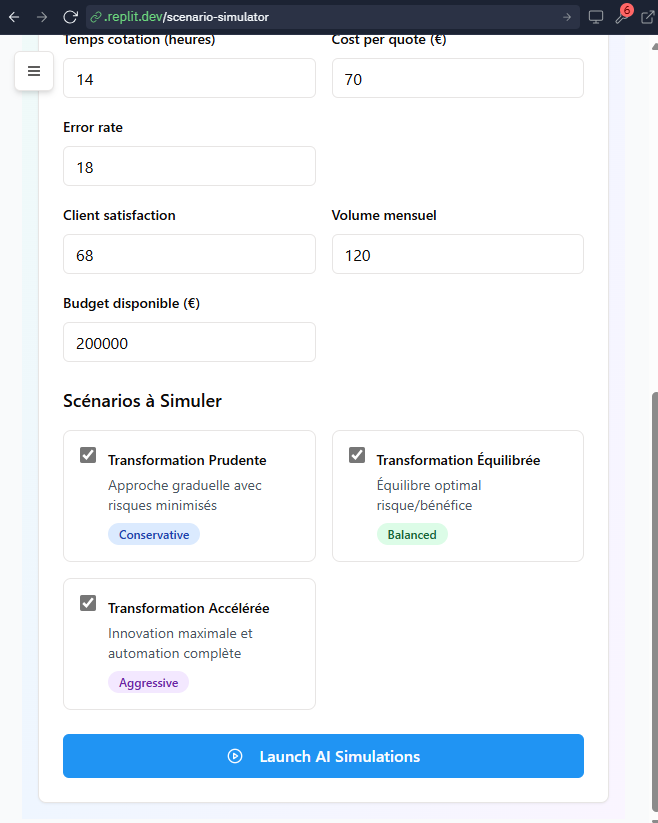 .replit.dev/scenario-simulator
6
Temps cotation (heures)
Cost per quote (€)
14
70
Error rate
18
Client satisfaction
Volume mensuel
68
120
Budget disponible (€)
200000
Scénarios à Simuler
Transformation Prudente
Approche graduelle avec
risques minimisés
Conservative
Transformation Équilibrée
Équilibre optimal
risque/bénéfice
Balanced
Transformation Accélérée
Innovation maximale et
automation complète
Aggressive
Launch AI Simulations